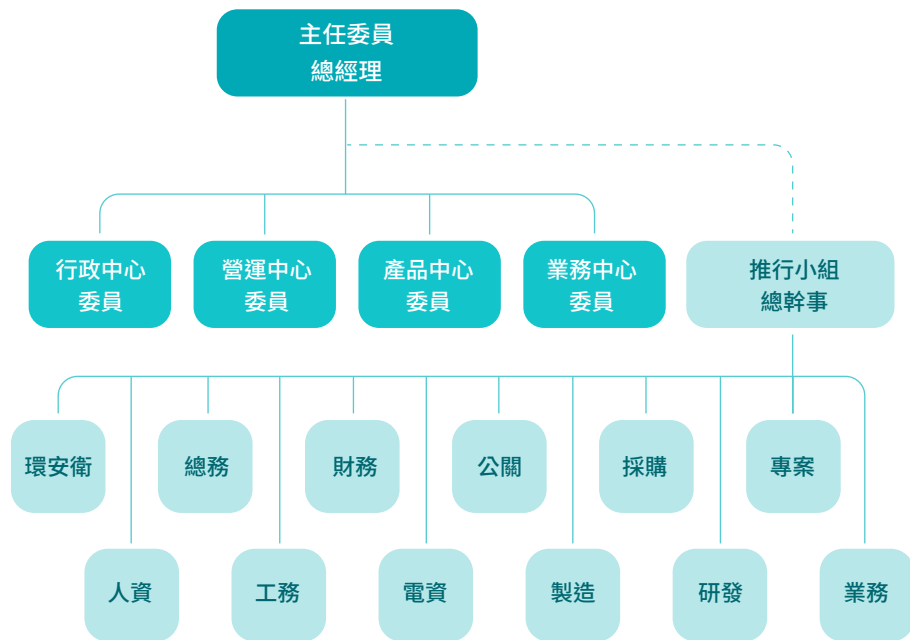 主任委員
總經理
行政中心
委員
營運中心
委員
產品中心
委員
業務中心
委員
推行小組
總幹事
環安衛
總務
財務
公關
採購
專案
人資
工務
電資
製造
研發
業務